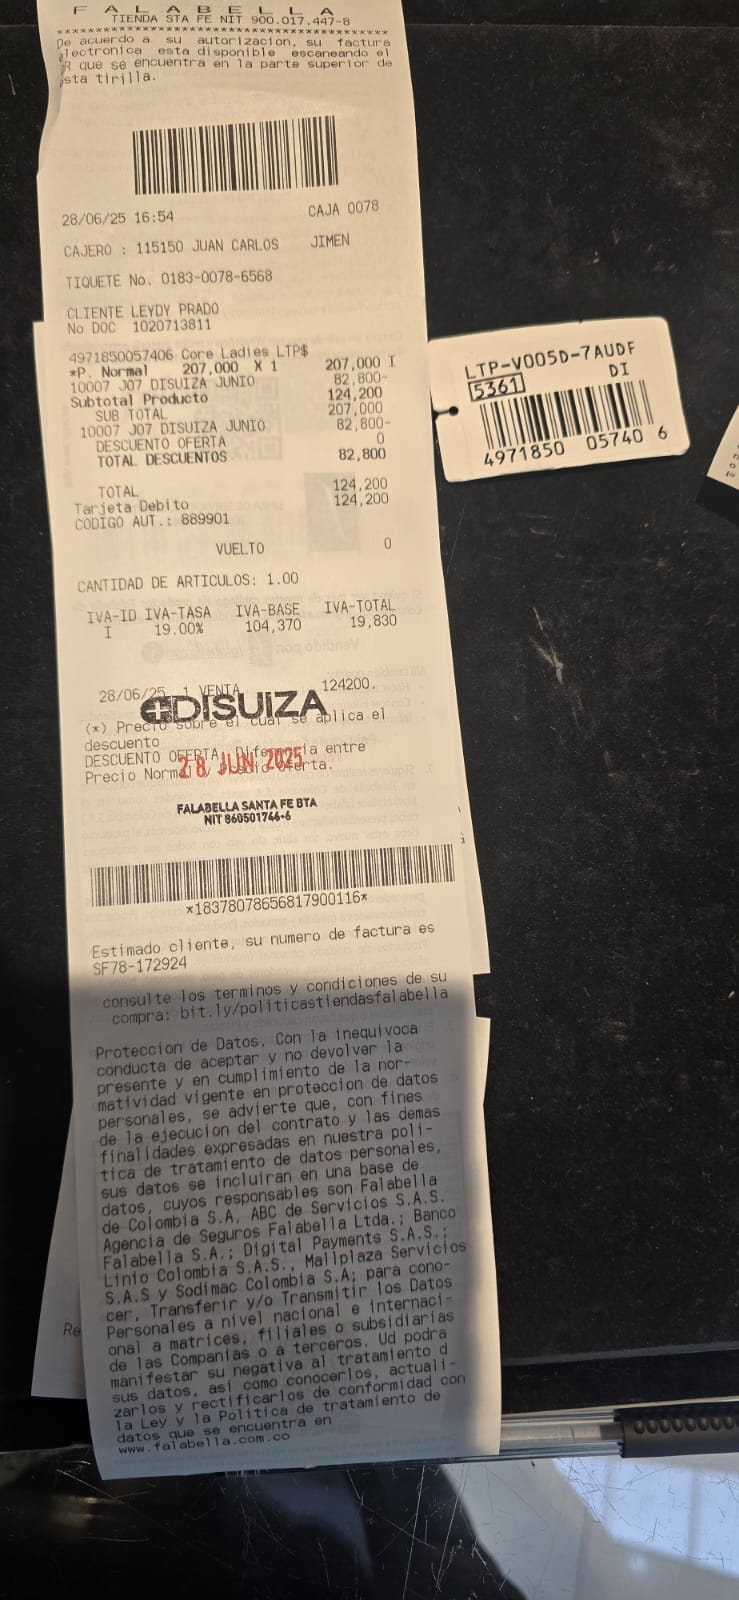 F A L A B E L L A
TIENDA STA FE NIT 900.017.447-8
****************************************
De acuerdo a su autorizacion, su factura
electronica esta disponible escaneando el
QR que se encuentra en la parte superior de
esta tirilla.
28/06/25 16:54 CAJA 0078
CAJERO : 115150 JUAN CARLOS JIMEN
TIQUETE No. 0183-0078-6568
CLIENTE LEYDY PRADO
No DOC 1020713811
4971850057406 Core Ladies LTP$
*P. Normal 207,000 X 1 207,000 I
10007 J07 DISUIZA JUNIO 82,800-
Subtotal Producto 124,200
SUB TOTAL 207,000
10007 J07 DISUIZA JUNIO 82,800-
DESCUENTO OFERTA 0
TOTAL DESCUENTOS 82,800
TOTAL 124,200
Tarjeta Debito 124,200
CODIGO AUT.: 889901
VUELTO 0
CANTIDAD DE ARTICULOS: 1.00
IVA-ID IVA-TASA IVA-BASE IVA-TOTAL
I 19.00% 104,370 19,830
28/06/25 1 VENTA 124200.
DISUIZA
(*) Precio sobre el cual se aplica el
descuento
DESCUENTO OFERTA: Diferencia entre
Precio Normal y Precio Oferta.
28 JUN 2025
FALABELLA SANTA FE BTA
NIT 860501746-6
*18378078656817900116*
Estimado cliente, su numero de factura es
SF78-172924
consulte los terminos y condiciones de su
compra: bit.ly/politicastiendasfalabella
Proteccion de Datos. Con la inequivoca
conducta de aceptar y no devolver la
presente y en cumplimiento de la nor-
matividad vigente en proteccion de datos
personales, se advierte que, con fines
de la ejecucion del contrato y las demas
finalidades expresadas en nuestra poli-
tica de tratamiento de datos personales,
sus datos se incluiran en una base de
datos, cuyos responsables son Falabella
de Colombia S.A, ABC de Servicios S.A.S.
Agencia de Seguros Falabella Ltda.; Banco
Falabella S.A.; Digital Payments S.A.S.;
Linio Colombia S.A.S., Mallplaza Servicios
S.A.S y Sodimac Colombia S.A; para cono-
cer, Transferir y/o Transmitir los Datos
Personales a nivel nacional e internaci-
onal a matrices, filiales o subsidiarias
de las Companias o a terceros. Ud podra
manifestar su negativa al tratamiento d
sus datos, asi como conocerlos, actuali-
zarlos y rectificarlos de conformidad con
la Ley y la Politica de tratamiento de
datos que se encuentra en
www.falabella.com.co
Re
LTP-V005D-7AUDF
5361 DI
4971850 05740 6